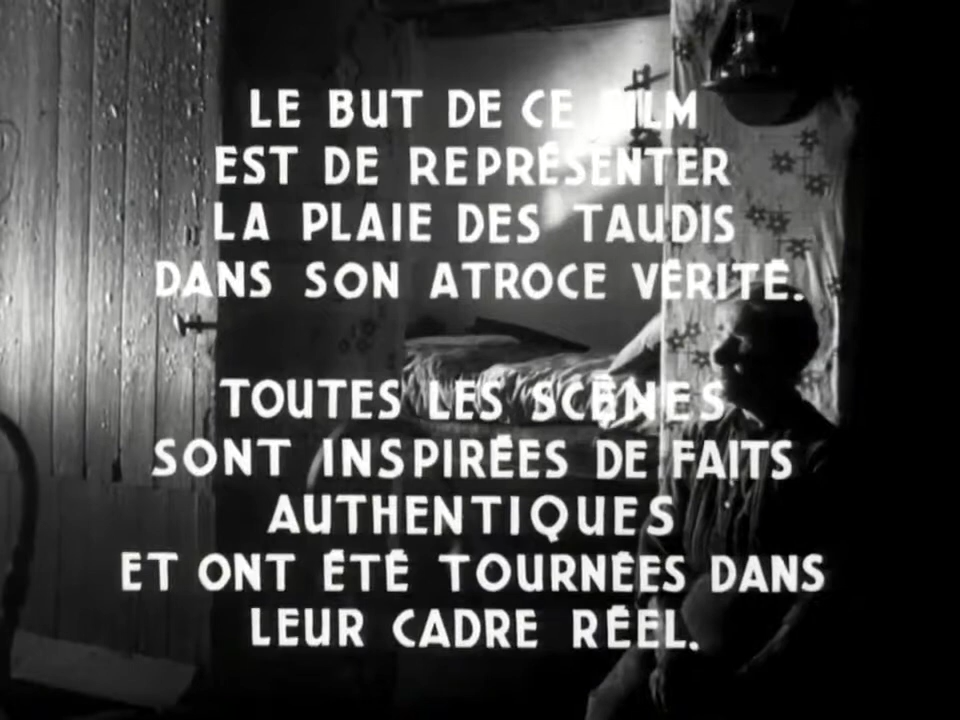 LE BUT DE CE FILM
EST DE REPRÉSENTER
LA PLAIE DES TAUDIS
DANS SON ATROCE VÉRITÉ.
TOUTES LES SCÈNES
SONT INSPIRÉES DE FAITS
AUTHENTIQUES
ET ONT ÉTÉ TOURNÉES DANS
LEUR CADRE RÉEL.